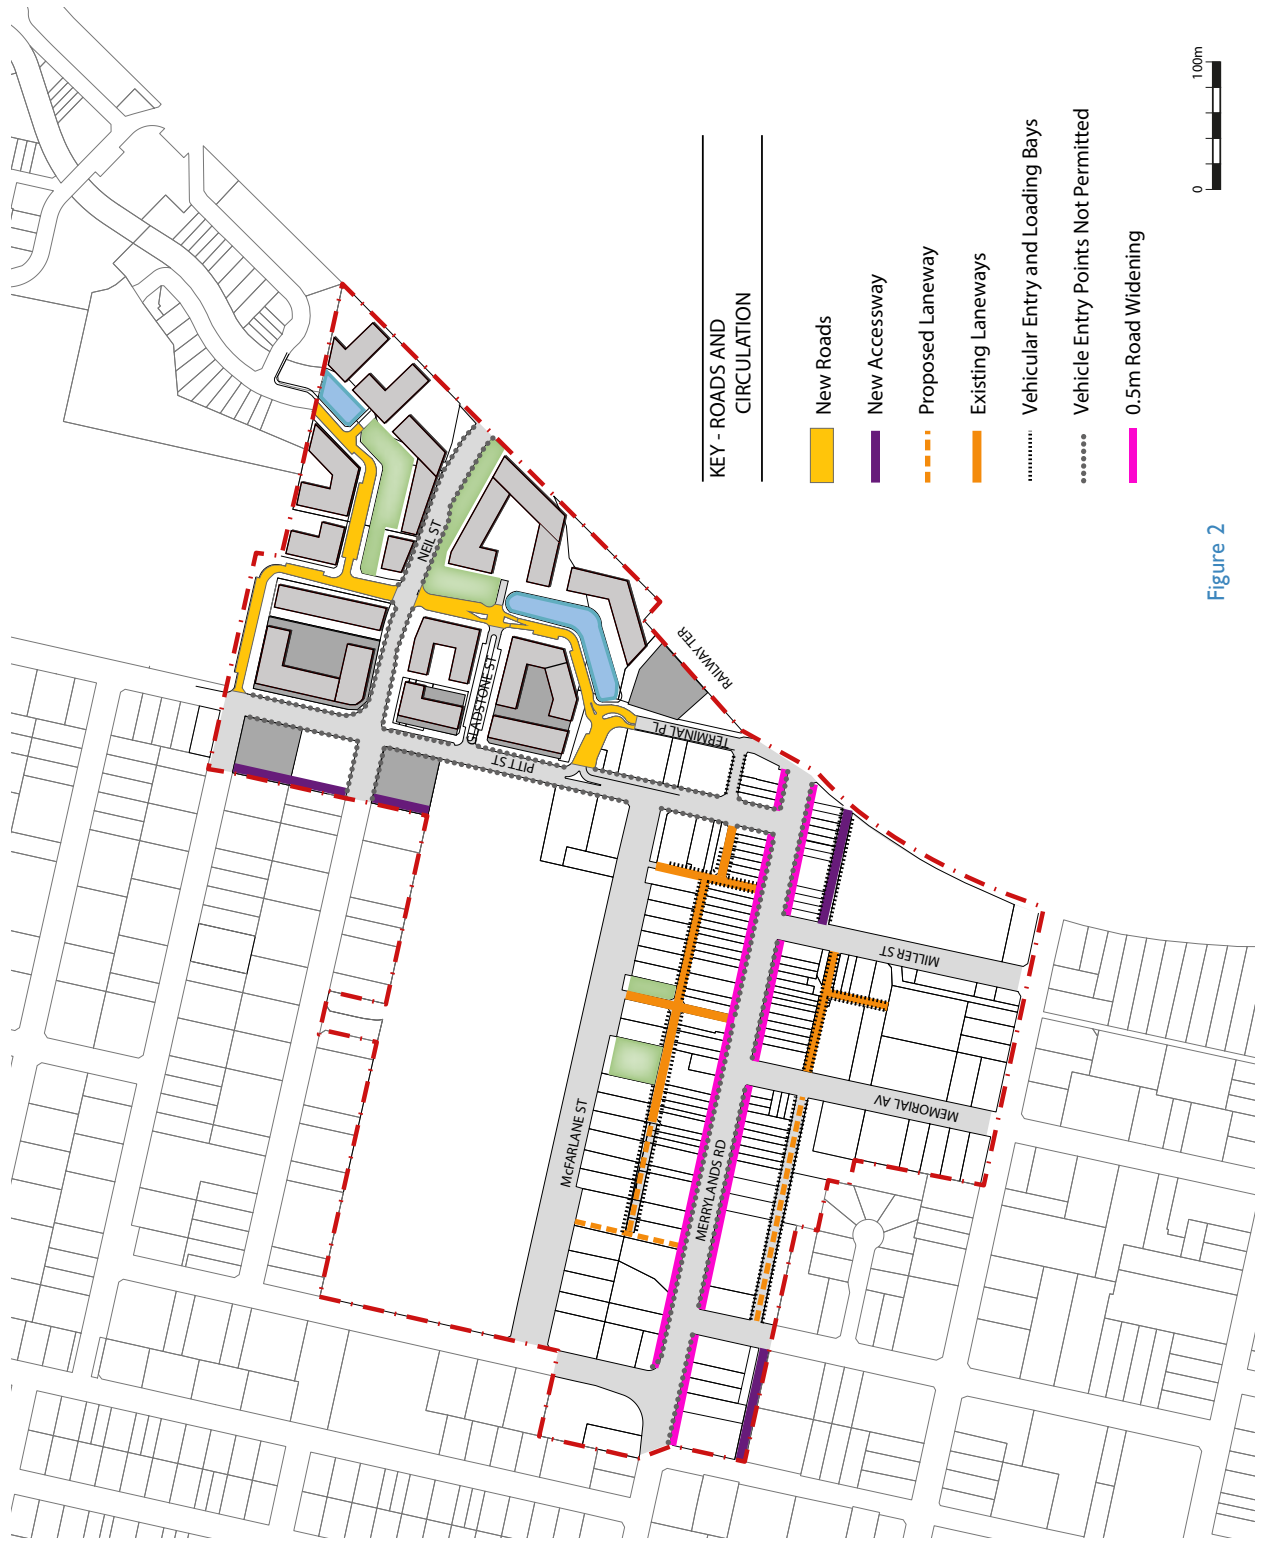 KEY - ROADS AND
CIRCULATION
New Roads
New Accessway
Proposed Laneway
Existing Laneways
Vehicular Entry and Loading Bays
Vehicle Entry Points Not Permitted
0.5m Road Widening
0
100m
Figure 2
NEIL ST
GLADSTONE ST
PITT ST
TERMINAL PL
RAILWAY TER
McFARLANE ST
MERRYLANDS RD
MILLER ST
MEMORIAL AV